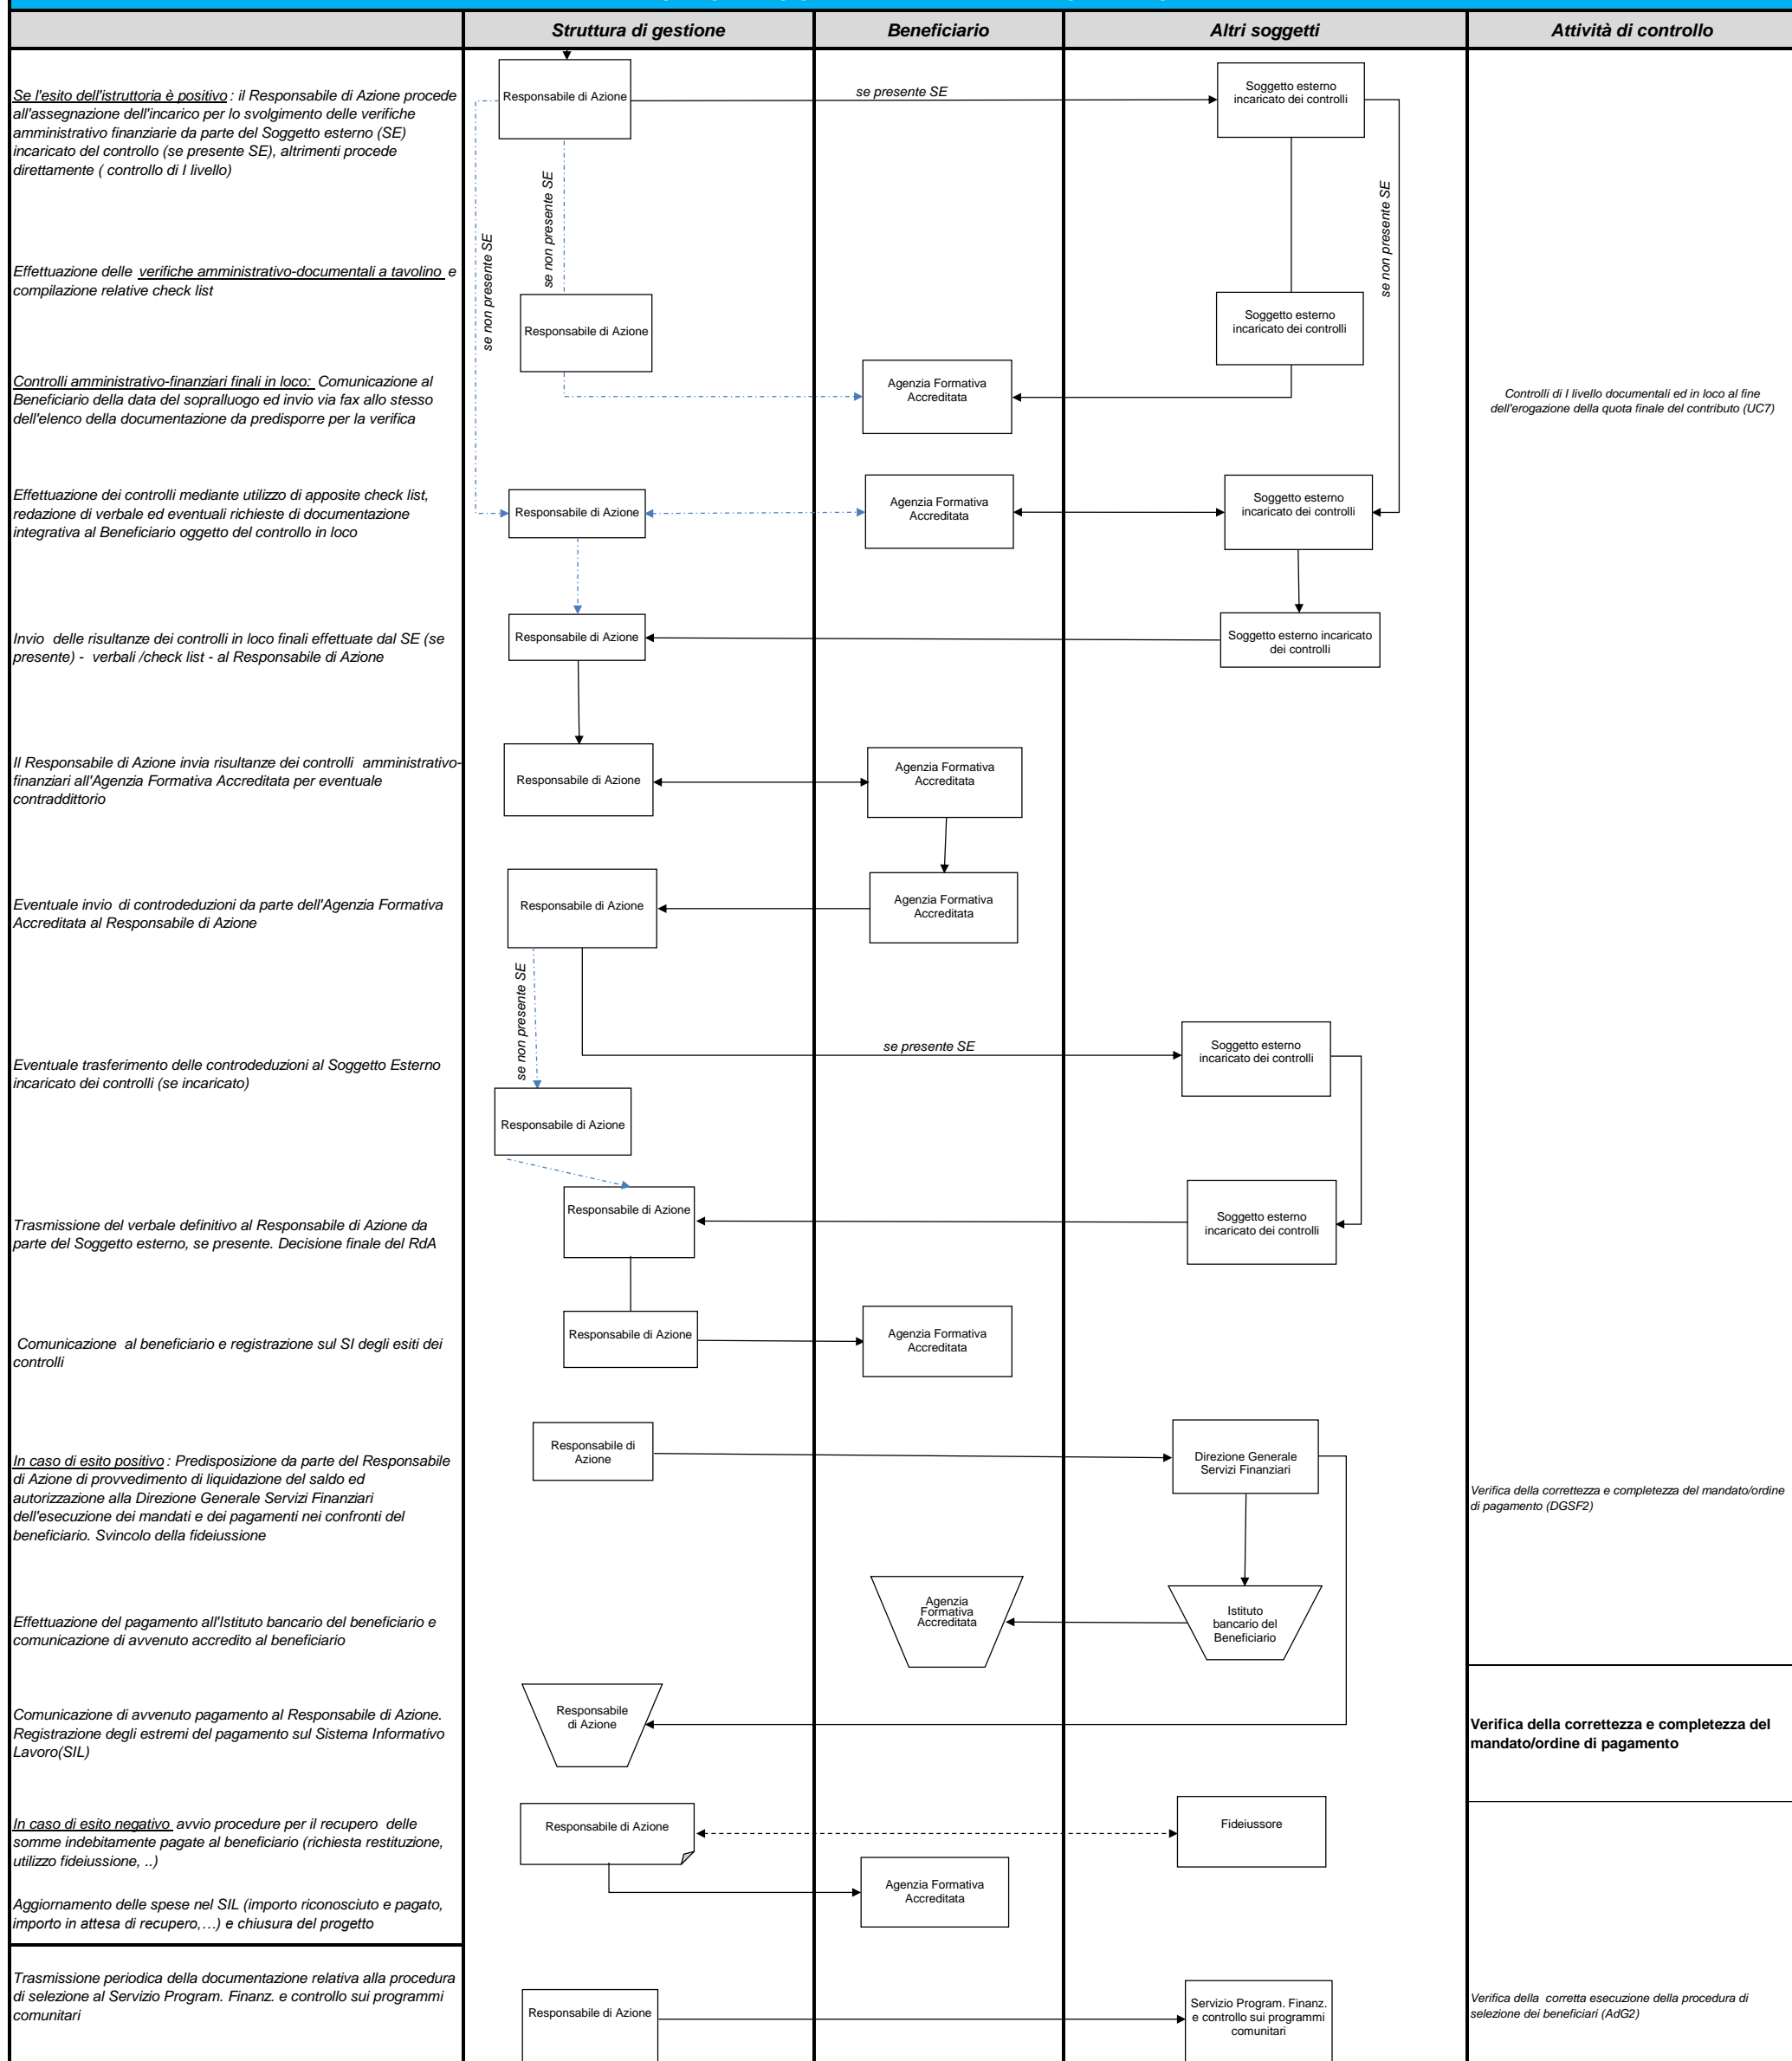 Struttura di gestione
Beneficiario
Altri soggetti
Attività di controllo
Se l'esito dell'istruttoria è positivo : il Responsabile di Azione procede
all'assegnazione dell'incarico per lo svolgimento delle verifiche
amministrativo finanziarie da parte del Soggetto esterno (SE)
incaricato del controllo (se presente SE), altrimenti procede
direttamente ( controllo di I livello)
Responsabile di Azione
se presente SE
Soggetto esterno
incaricato dei controlli
se non presente SE
se non presente SE
se non presente SE
Effettuazione delle verifiche amministrativo-documentali a tavolino e
compilazione relative check list
Responsabile di Azione
Soggetto esterno
incaricato dei controlli
Controlli amministrativo-finanziari finali in loco: Comunicazione al
Beneficiario della data del sopralluogo ed invio via fax allo stesso
dell'elenco della documentazione da predisporre per la verifica
Agenzia Formativa
Accreditata
Controlli di I livello documentali ed in loco al fine
dell'erogazione della quota finale del contributo (UC7)
Effettuazione dei controlli mediante utilizzo di apposite check list,
redazione di verbale ed eventuali richieste di documentazione
integrativa al Beneficiario oggetto del controllo in loco
Responsabile di Azione
Agenzia Formativa
Accreditata
Soggetto esterno
incaricato dei controlli
Invio delle risultanze dei controlli in loco finali effettuate dal SE (se
presente) - verbali /check list - al Responsabile di Azione
Responsabile di Azione
Soggetto esterno incaricato
dei controlli
Il Responsabile di Azione invia risultanze dei controlli amministrativo-
finanziari all'Agenzia Formativa Accreditata per eventuale
contraddittorio
Responsabile di Azione
Agenzia Formativa
Accreditata
Eventuale invio di controdeduzioni da parte dell'Agenzia Formativa
Accreditata al Responsabile di Azione
Responsabile di Azione
Agenzia Formativa
Accreditata
se non presente SE
se presente SE
Eventuale trasferimento delle controdeduzioni al Soggetto Esterno
incaricato dei controlli (se incaricato)
Soggetto esterno
incaricato dei controlli
Responsabile di Azione
Trasmissione del verbale definitivo al Responsabile di Azione da
parte del Soggetto esterno, se presente. Decisione finale del RdA
Responsabile di Azione
Soggetto esterno
incaricato dei controlli
Comunicazione al beneficiario e registrazione sul SI degli esiti dei
controlli
Responsabile di Azione
Agenzia Formativa
Accreditata
In caso di esito positivo : Predisposizione da parte del Responsabile
di Azione di provvedimento di liquidazione del saldo ed
autorizzazione alla Direzione Generale Servizi Finanziari
dell'esecuzione dei mandati e dei pagamenti nei confronti del
beneficiario. Svincolo della fideiussione
Responsabile di
Azione
Direzione Generale
Servizi Finanziari
Verifica della correttezza e completezza del mandato/ordine
di pagamento (DGSF2)
Effettuazione del pagamento all'Istituto bancario del beneficiario e
comunicazione di avvenuto accredito al beneficiario
Agenzia
Formativa
Accreditata
Istituto
bancario del
Beneficiario
Comunicazione di avvenuto pagamento al Responsabile di Azione.
Registrazione degli estremi del pagamento sul Sistema Informativo
Lavoro(SIL)
Responsabile
di Azione
Verifica della correttezza e completezza del
mandato/ordine di pagamento
In caso di esito negativo avvio procedure per il recupero delle
somme indebitamente pagate al beneficiario (richiesta restituzione,
utilizzo fideiussione, ..)
Responsabile di Azione
Fideiussore
Aggiornamento delle spese nel SIL (importo riconosciuto e pagato,
importo in attesa di recupero,…) e chiusura del progetto
Agenzia Formativa
Accreditata
Trasmissione periodica della documentazione relativa alla procedura
di selezione al Servizio Program. Finanz. e controllo sui programmi
comunitari
Responsabile di Azione
Servizio Program. Finanz.
e controllo sui programmi
comunitari
Verifica della corretta esecuzione della procedura di
selezione dei beneficiari (AdG2)